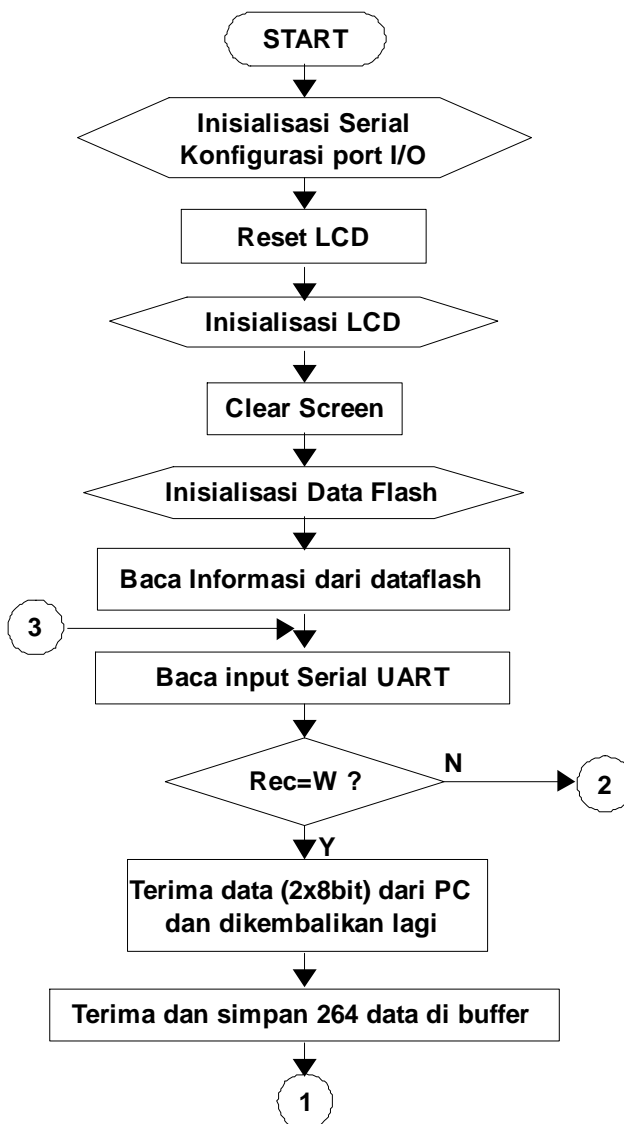 START
Inisialisasi Serial
Konfigurasi port I/O
Reset LCD
Inisialisasi LCD
Clear Screen
Inisialisasi Data Flash
Baca Informasi dari dataflash
3
Baca input Serial UART
Rec=W ?
N
2
Y
Terima data (2x8bit) dari PC
dan dikembalikan lagi
Terima dan simpan 264 data di buffer
1